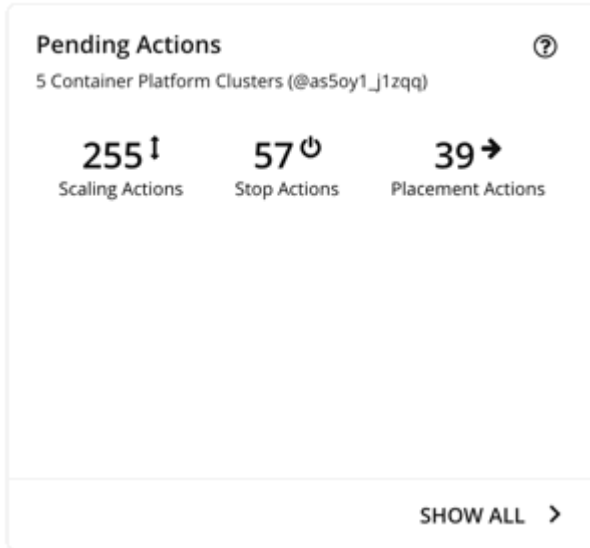 Pending Actions
5 Container Platform Clusters (@as5oy1_j1zqq)
255 57 39
Scaling Actions Stop Actions Placement Actions
SHOW ALL